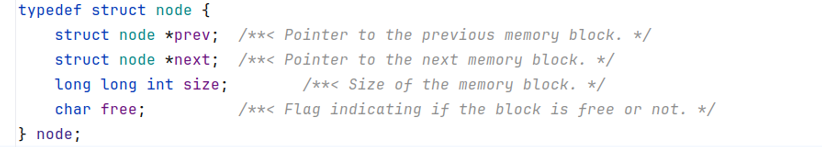 typedef struct node {
    struct node *prev;  /**< Pointer to the previous memory block. */
    struct node *next;  /**< Pointer to the next memory block. */
    long long int size;        /**< Size of the memory block. */
    char free;          /**< Flag indicating if the block is free or not. */
} node;